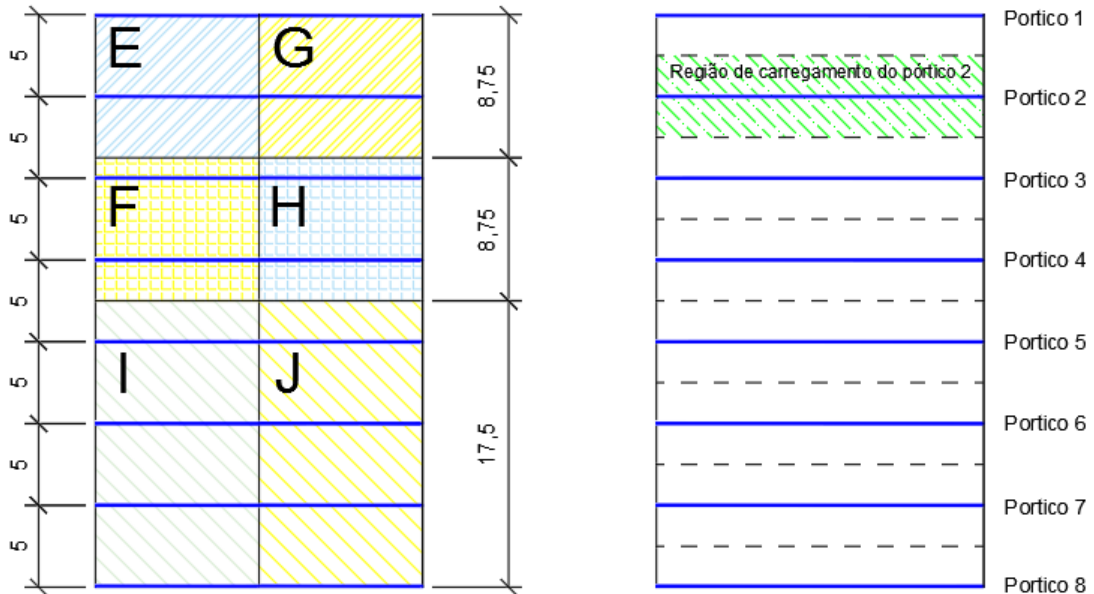 E G
F H
I J
5
5
5
5
5
5
5
8,75
8,75
17,5
Portico 1
Região de carregamento do pórtico 2
Portico 2
Portico 3
Portico 4
Portico 5
Portico 6
Portico 7
Portico 8